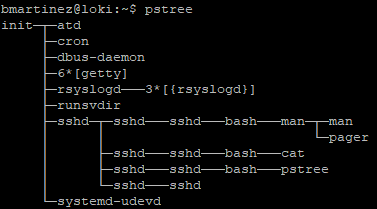 bmartinez@loki:~$ pstree
init─┬─atd
     ├─cron
     ├─dbus-daemon
     ├─6*[getty]
     ├─rsyslogd───3*[{rsyslogd}]
     ├─runsvdir
     ├─sshd─┬─sshd───sshd───bash───man─┬─man
     │      │                          └─pager
     │      ├─sshd───sshd───bash───cat
     │      ├─sshd───sshd───bash───pstree
     │      └─sshd───sshd
     └─systemd-udevd